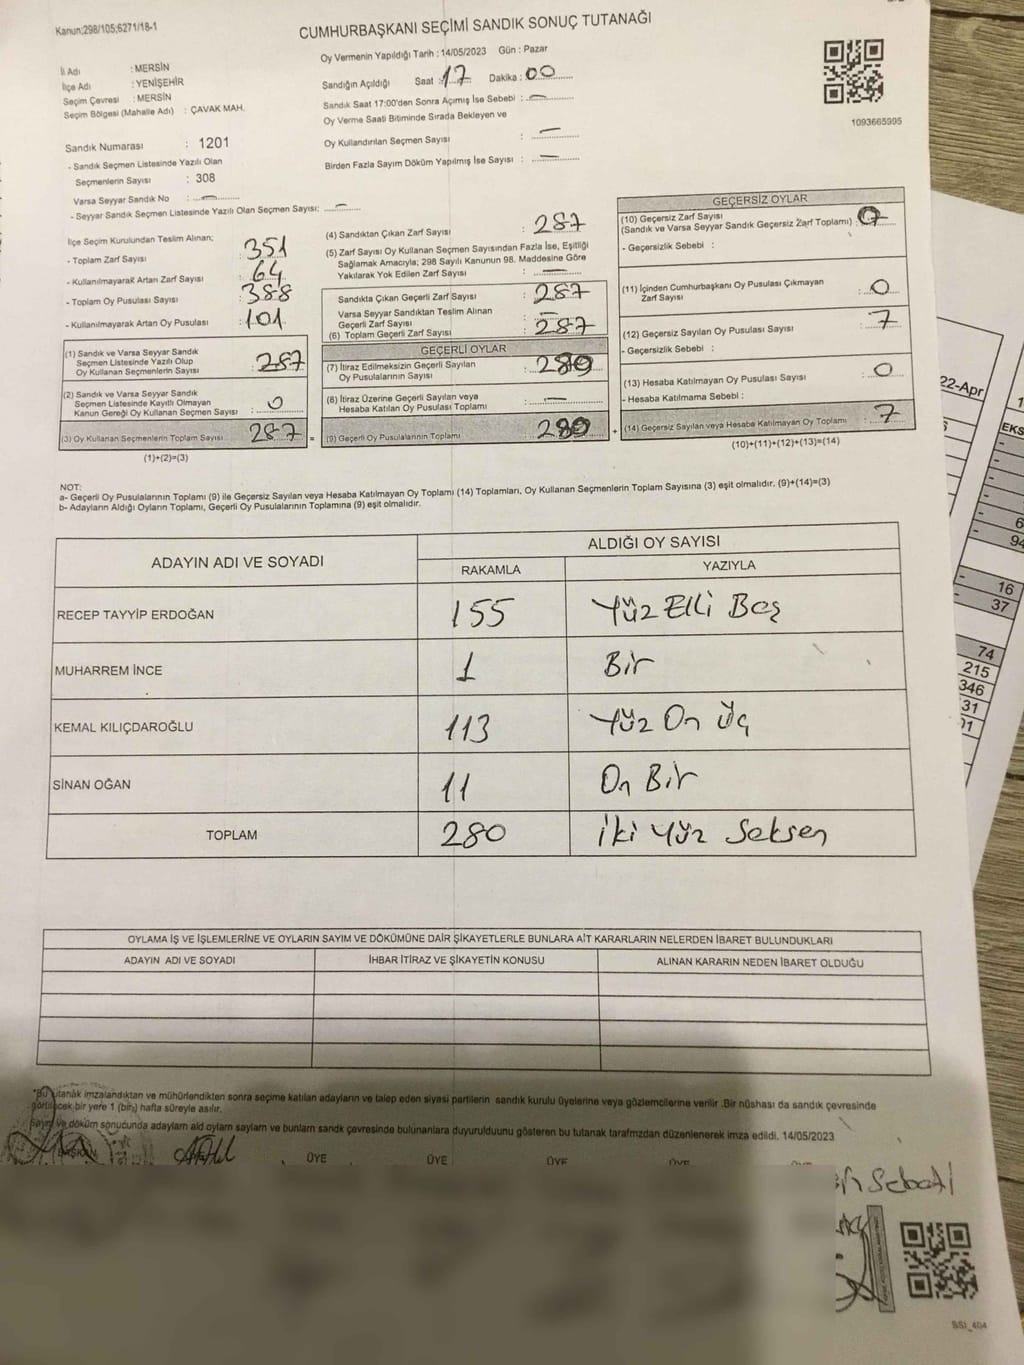 Kanun;298/105;6271/18-1
CUMHURBAŞKANI SEÇİMİ SANDIK SONUÇ TUTANAĞI
Oy Vermenin Yapıldığı Tarih : 14/05/2023 Gün : Pazar
İl Adı : MERSİN
İlçe Adı : YENİŞEHİR
Seçim Çevresi : MERSİN
Seçim Bölgesi (Mahalle Adı) : ÇAVAK MAH.
Sandığın Açıldığı Saat : 17 Dakika : 00
Sandık Saat 17:00'den Sonra Açımış İse Sebebi : —
Oy Verme Saati Bitiminde Sırada Bekleyen ve
Oy Kullandırılan Seçmen Sayısı : —
Birden Fazla Sayım Döküm Yapılmış İse Sayısı : —
1093665995
Sandık Numarası : 1201
- Sandık Seçmen Listesinde Yazılı Olan
Seçmenlerin Sayısı : 308
Varsa Seyyar Sandık No : —
- Seyyar Sandık Seçmen Listesinde Yazılı Olan Seçmen Sayısı: —
İlçe Seçim Kurulundan Teslim Alınan;
- Toplam Zarf Sayısı : 351
- Kullanılmayarak Artan Zarf Sayısı : 64
- Toplam Oy Pusulası Sayısı : 388
- Kullanılmayarak Artan Oy Pusulası : 101
(1) Sandık ve Varsa Seyyar Sandık
Seçmen Listesinde Yazılı Olup
Oy Kullanan Seçmenlerin Sayısı : 287
(2) Sandık ve Varsa Seyyar Sandık
Seçmen Listesinde Kayıtlı Olmayan
Kanun Gereği Oy Kullanan Seçmen Sayısı : 0
(3) Oy Kullanan Seçmenlerin Toplam Sayısı : 287 =
(1)+(2)=(3)
(4) Sandıktan Çıkan Zarf Sayısı : 287
(5) Zarf Sayısı Oy Kullanan Seçmen Sayısından Fazla İse, Eşitliği
Sağlamak Amacıyla; 298 Sayılı Kanunun 98. Maddesine Göre
Yakılarak Yok Edilen Zarf Sayısı : —
Sandıkta Çıkan Geçerli Zarf Sayısı : 287
Varsa Seyyar Sandıktan Teslim Alınan
Geçerli Zarf Sayısı : —
(6) Toplam Geçerli Zarf Sayısı : 287
GEÇERLİ OYLAR
(7) İtiraz Edilmeksizin Geçerli Sayılan
Oy Pusulalarının Sayısı : 280
(8) İtiraz Üzerine Geçerli Sayılan veya
Hesaba Katılan Oy Pusulası Toplamı : —
(9) Geçerli Oy Pusulalarının Toplamı : 280 +
GEÇERSİZ OYLAR
(10) Geçersiz Zarf Sayısı
(Sandık ve Varsa Seyyar Sandık Geçersiz Zarf Toplamı) : 0
- Geçersizlik Sebebi :
(11) İçinden Cumhurbaşkanı Oy Pusulası Çıkmayan
Zarf Sayısı : 0
(12) Geçersiz Sayılan Oy Pusulası Sayısı : 7
- Geçersizlik Sebebi :
(13) Hesaba Katılmayan Oy Pusulası Sayısı : 0
- Hesaba Katılmama Sebebi :
(14) Geçersiz Sayılan veya Hesaba Katılmayan Oy Toplamı : 7
(10)+(11)+(12)+(13)=(14)
NOT:
a- Geçerli Oy Pusulalarının Toplamı (9) ile Geçersiz Sayılan veya Hesaba Katılmayan Oy Toplamı (14) Toplamları, Oy Kullanan Seçmenlerin Toplam Sayısına (3) eşit olmalıdır. (9)+(14)=(3)
b- Adayların Aldığı Oyların Toplamı, Geçerli Oy Pusulalarının Toplamına (9) eşit olmalıdır.
ADAYIN ADI VE SOYADI ALDIĞI OY SAYISI
RAKAMLA YAZIYLA
RECEP TAYYİP ERDOĞAN 155 Yüz Elli Beş
MUHARREM İNCE 1 Bir
KEMAL KILIÇDAROĞLU 113 Yüz On Üç
SİNAN OĞAN 11 On Bir
TOPLAM 280 İki Yüz Seksen
OYLAMA İŞ VE İŞLEMLERİNE VE OYLARIN SAYIM VE DÖKÜMÜNE DAİR ŞİKAYETLERLE BUNLARA AİT KARARLARIN NELERDEN İBARET BULUNDUKLARI
ADAYIN ADI VE SOYADI İHBAR İTİRAZ VE ŞİKAYETİN KONUSU ALINAN KARARIN NEDEN İBARET OLDUĞU
*Bu tutanak imzalandıktan ve mühürlendikten sonra seçime katılan adayların ve talep eden siyasi partilerin sandık kurulu üyelerine veya gözlemcilerine verilir .Bir nüshası da sandık çevresinde
görülecek bir yere 1 (bir) hafta süreyle asılır.
Sayım ve döküm sonucunda adayların ald oyların sayların ve bunların sandık çevresinde bulunanlara duyurulduunu gösteren bu tutanak tarafmzdan düzenlenerek imza edildi. 14/05/2023
BAŞKAN ÜYE ÜYE ÜYE ÜYE
Sebati
SSİ_404
22-Apr
EKS
94
16
37
74
215
346
31